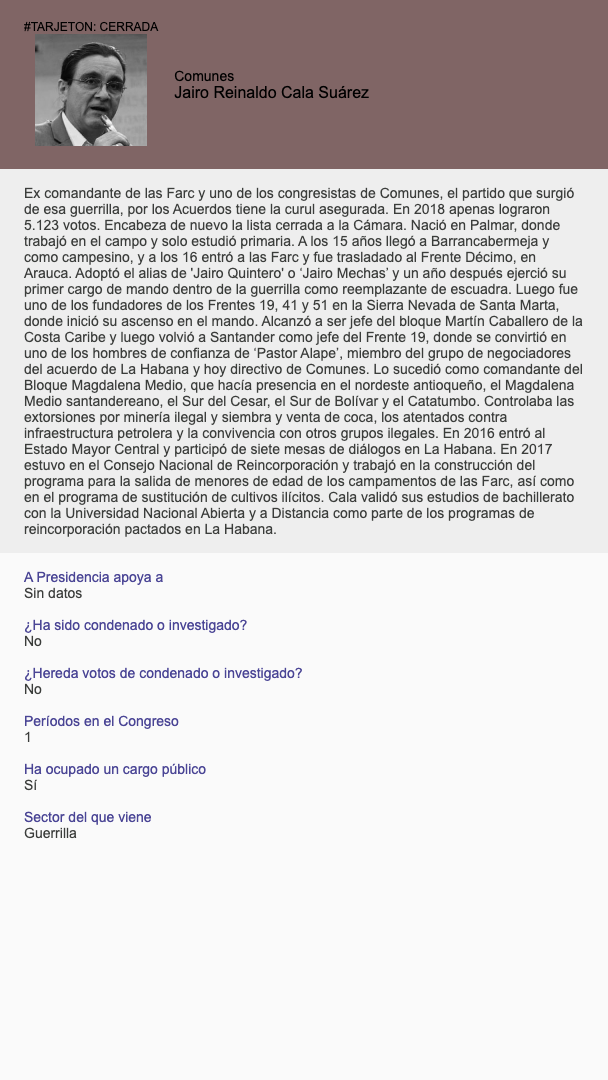 #TARJETON: CERRADA
Comunes
Jairo Reinaldo Cala Suárez
Ex comandante de las Farc y uno de los congresistas de Comunes, el partido que surgió
de esa guerrilla, por los Acuerdos tiene la curul asegurada. En 2018 apenas lograron
5.123 votos. Encabeza de nuevo la lista cerrada a la Cámara. Nació en Palmar, donde
trabajó en el campo y solo estudió primaria. A los 15 años llegó a Barrancabermeja y
como campesino, y a los 16 entró a las Farc y fue trasladado al Frente Décimo, en
Arauca. Adoptó el alias de 'Jairo Quintero' o ‘Jairo Mechas’ y un año después ejerció su
primer cargo de mando dentro de la guerrilla como reemplazante de escuadra. Luego fue
uno de los fundadores de los Frentes 19, 41 y 51 en la Sierra Nevada de Santa Marta,
donde inició su ascenso en el mando. Alcanzó a ser jefe del bloque Martín Caballero de la
Costa Caribe y luego volvió a Santander como jefe del Frente 19, donde se convirtió en
uno de los hombres de confianza de ‘Pastor Alape’, miembro del grupo de negociadores
del acuerdo de La Habana y hoy directivo de Comunes. Lo sucedió como comandante del
Bloque Magdalena Medio, que hacía presencia en el nordeste antioqueño, el Magdalena
Medio santandereano, el Sur del Cesar, el Sur de Bolívar y el Catatumbo. Controlaba las
extorsiones por minería ilegal y siembra y venta de coca, los atentados contra
infraestructura petrolera y la convivencia con otros grupos ilegales. En 2016 entró al
Estado Mayor Central y participó de siete mesas de diálogos en La Habana. En 2017
estuvo en el Consejo Nacional de Reincorporación y trabajó en la construcción del
programa para la salida de menores de edad de los campamentos de las Farc, así como
en el programa de sustitución de cultivos ilícitos. Cala validó sus estudios de bachillerato
con la Universidad Nacional Abierta y a Distancia como parte de los programas de
reincorporación pactados en La Habana.
A Presidencia apoya a
Sin datos
¿Ha sido condenado o investigado?
No
¿Hereda votos de condenado o investigado?
No
Períodos en el Congreso
1
Ha ocupado un cargo público
Sí
Sector del que viene
Guerrilla